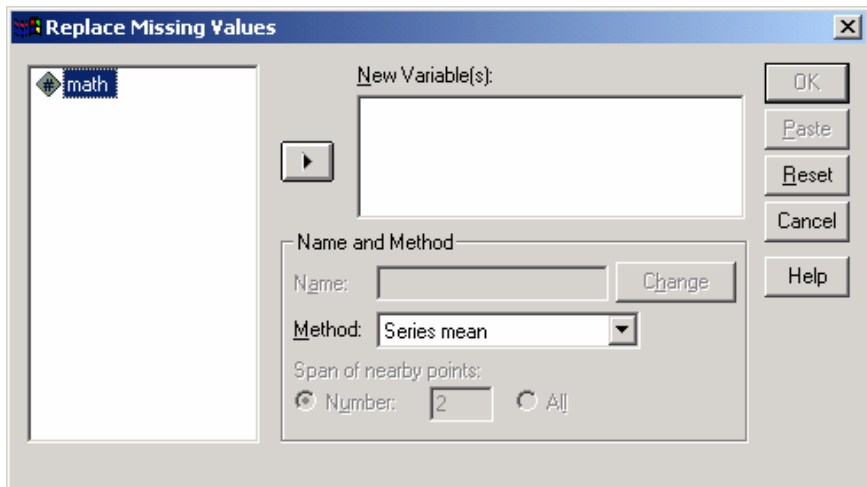 Replace Missing Values
math
New Variable(s):
OK
Paste
Reset
Cancel
Help
Name and Method
Name:
Change
Method: Series mean
Span of nearby points:
Number: 2 All